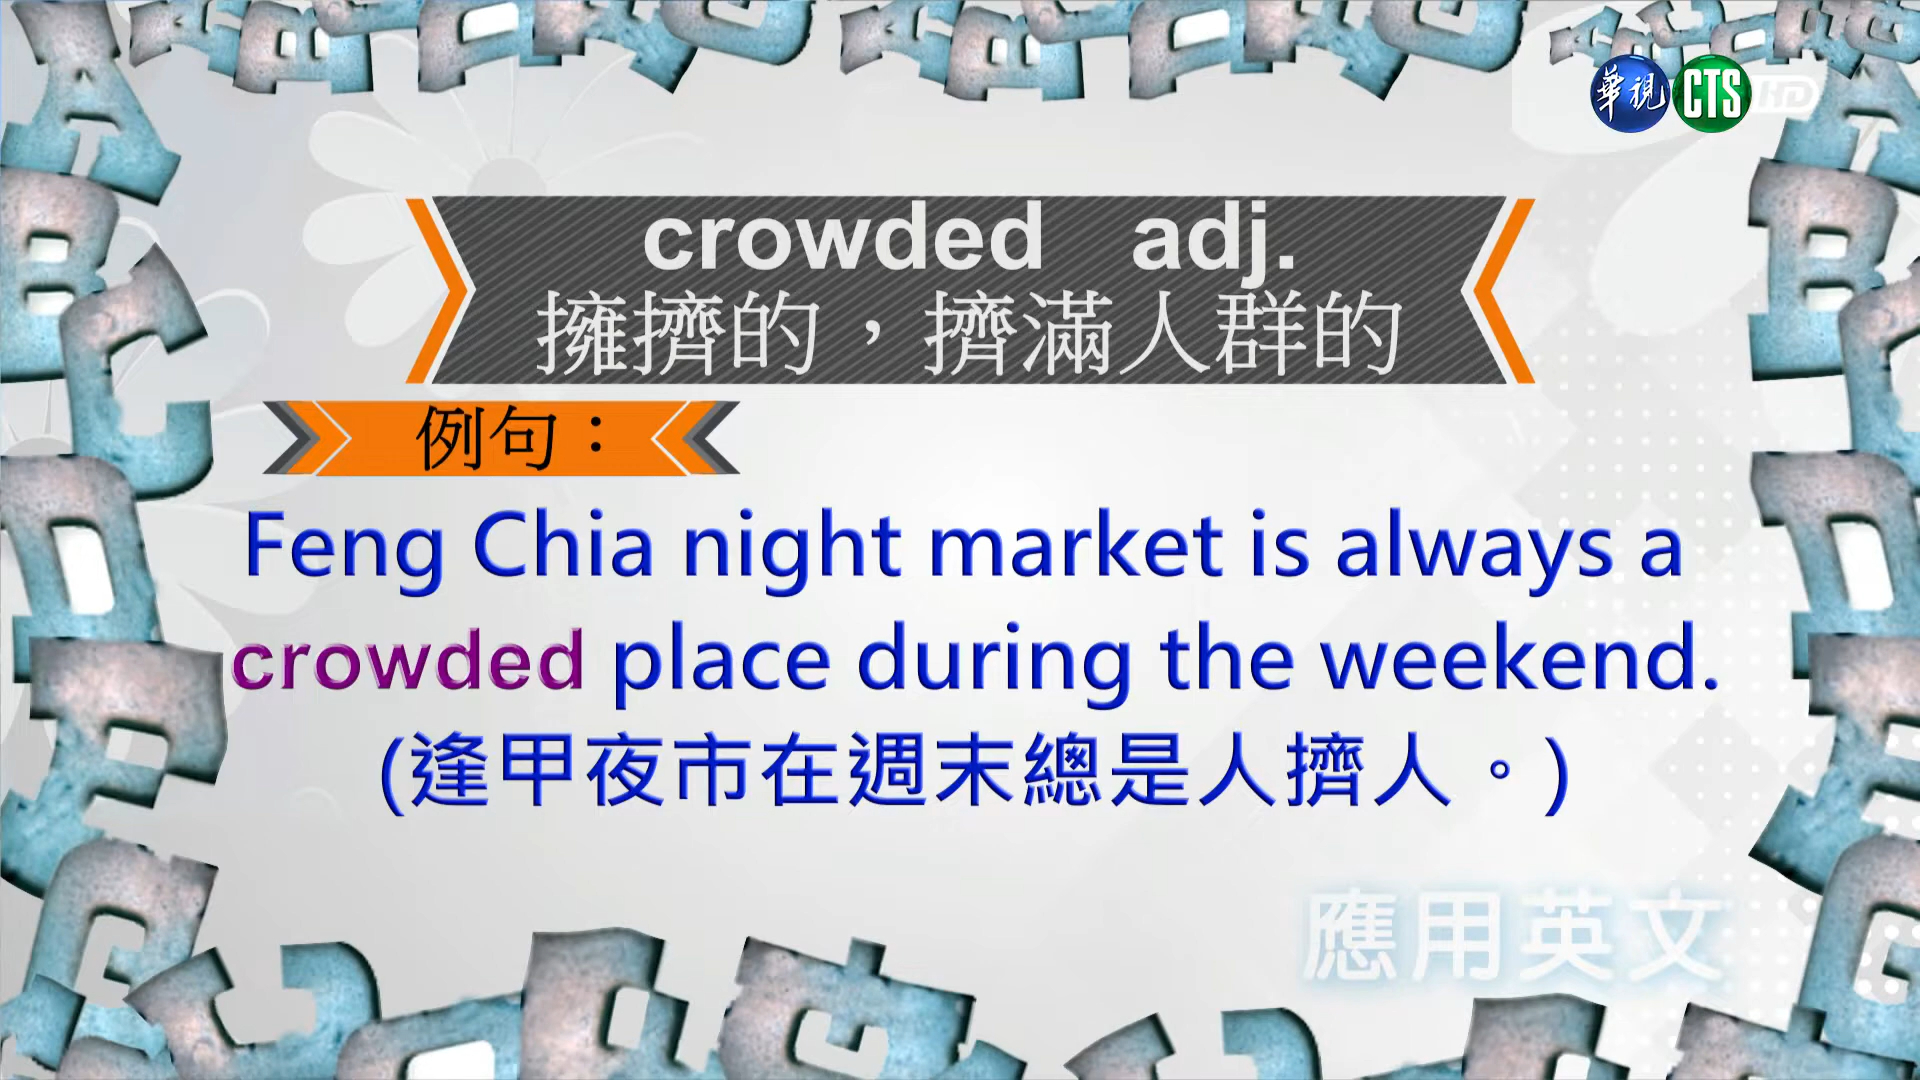 華視 CTS HD
crowded adj.
擁擠的，擠滿人群的
例句：
Feng Chia night market is always a
crowded place during the weekend.
(逢甲夜市在週末總是人擠人。)
應用英文